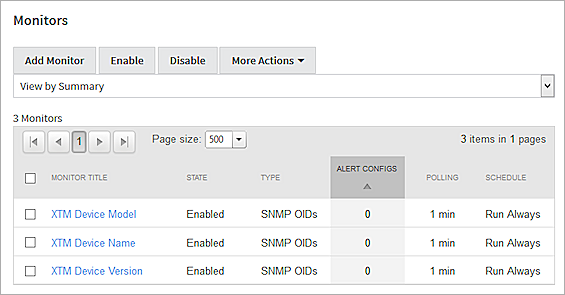 Monitors
Add Monitor Enable Disable More Actions
View by Summary
3 Monitors
1 Page size: 500 3 items in 1 pages
MONITOR TITLE STATE TYPE ALERT CONFIGS POLLING SCHEDULE
XTM Device Model Enabled SNMP OIDs 0 1 min Run Always
XTM Device Name Enabled SNMP OIDs 0 1 min Run Always
XTM Device Version Enabled SNMP OIDs 0 1 min Run Always